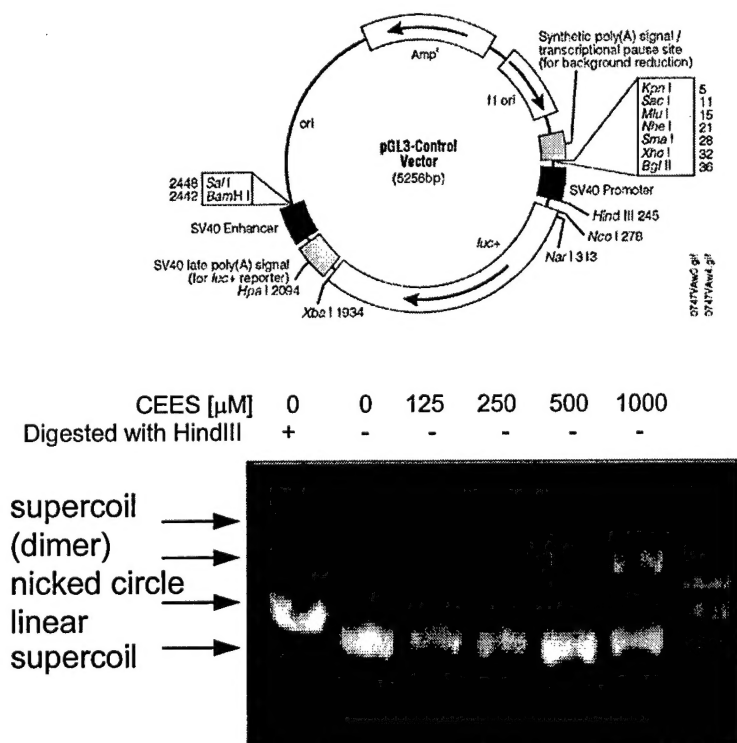 Amp^r
f1 ori
Synthetic poly(A) signal /
transcriptional pause site
(for background reduction)
Kpn I 5
Sac I 11
Mlu I 15
Nhe I 21
Sma I 28
Xho I 32
Bgl II 36
ori
pGL3-Control
Vector
(5256bp)
2448 Sal I
2442 BamH I
SV40 Promoter
Hind III 245
Nco I 278
Nar I 313
SV40 Enhancer
luc+
SV40 late poly(A) signal
(for luc+ reporter)
Hpa I 2094
Xba I 1934
CEES [µM] 0 0 125 250 500 1000
Digested with HindIII + - - - - -
supercoil
(dimer)
nicked circle
linear
supercoil